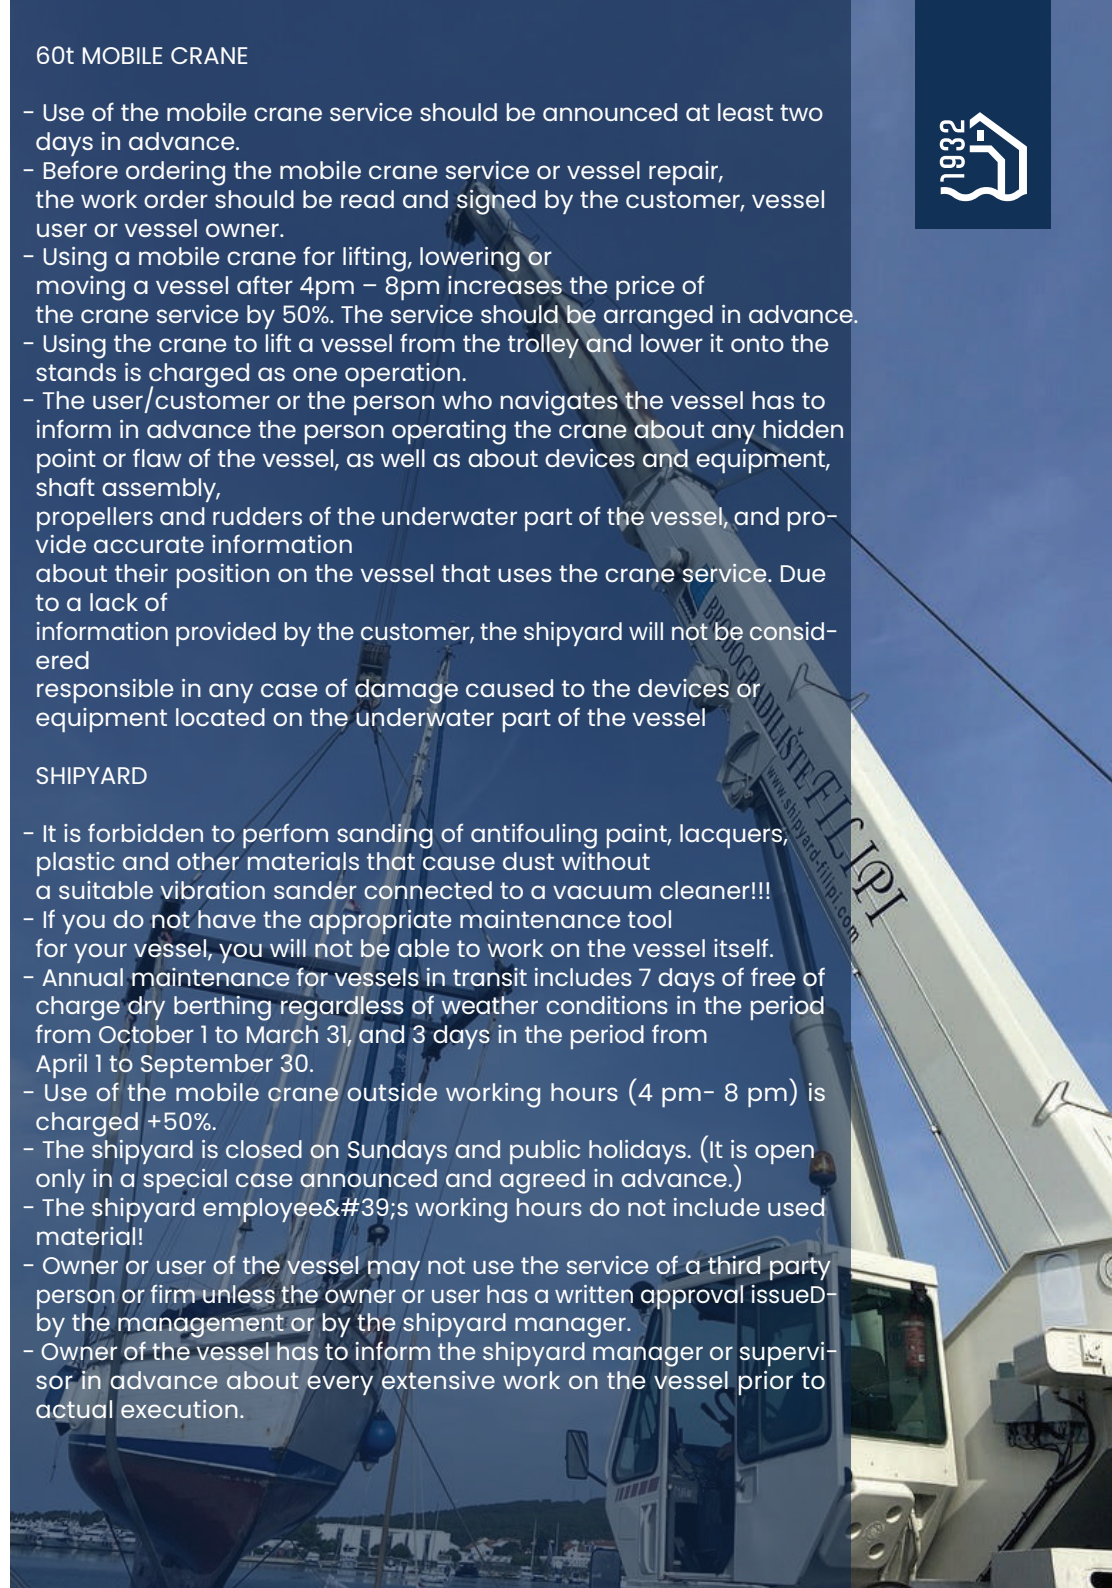 60t MOBILE CRANE
- Use of the mobile crane service should be announced at least two
days in advance.
- Before ordering the mobile crane service or vessel repair,
the work order should be read and signed by the customer, vessel
user or vessel owner.
- Using a mobile crane for lifting, lowering or
moving a vessel after 4pm – 8pm increases the price of
the crane service by 50%. The service should be arranged in advance.
- Using the crane to lift a vessel from the trolley and lower it onto the
stands is charged as one operation.
- The user/customer or the person who navigates the vessel has to
inform in advance the person operating the crane about any hidden
point or flaw of the vessel, as well as about devices and equipment,
shaft assembly,
propellers and rudders of the underwater part of the vessel, and pro-
vide accurate information
about their position on the vessel that uses the crane service. Due
to a lack of
information provided by the customer, the shipyard will not be consid-
ered
responsible in any case of damage caused to the devices or
equipment located on the underwater part of the vessel
SHIPYARD
- It is forbidden to perfom sanding of antifouling paint, lacquers,
plastic and other materials that cause dust without
a suitable vibration sander connected to a vacuum cleaner!!!
- If you do not have the appropriate maintenance tool
for your vessel, you will not be able to work on the vessel itself.
- Annual maintenance for vessels in transit includes 7 days of free of
charge dry berthing regardless of weather conditions in the period
from October 1 to March 31, and 3 days in the period from
April 1 to September 30.
- Use of the mobile crane outside working hours (4 pm- 8 pm) is
charged +50%.
- The shipyard is closed on Sundays and public holidays. (It is open
only in a special case announced and agreed in advance.)
- The shipyard employee&#39;s working hours do not include used
material!
- Owner or user of the vessel may not use the service of a third party
person or firm unless the owner or user has a written approval issueD-
by the management or by the shipyard manager.
- Owner of the vessel has to inform the shipyard manager or supervi-
sor in advance about every extensive work on the vessel prior to
actual execution.
1932
BRODOGRADILIŠTE FILIPI
www.shipyard-filipi.com